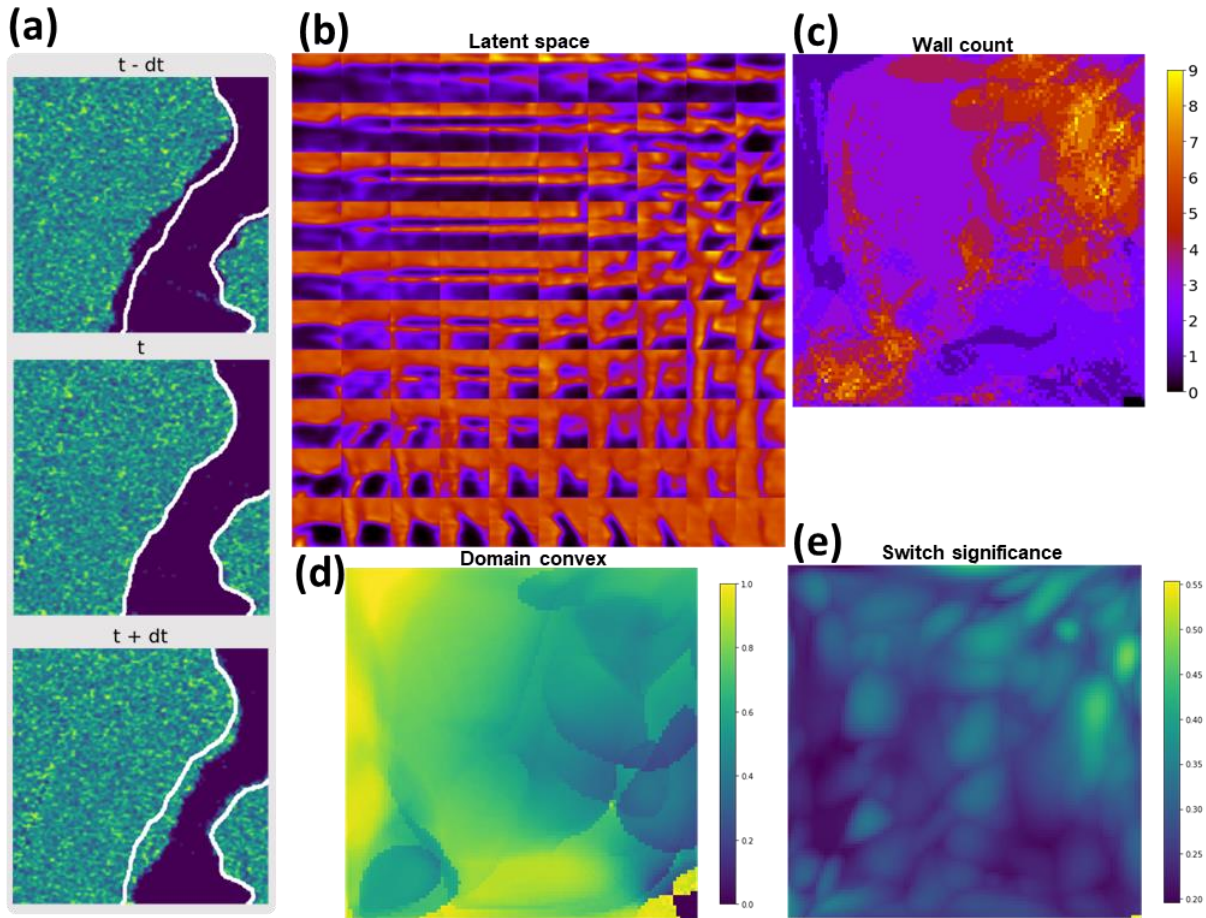 (a)
t - dt
t
t + dt
(b)
Latent space
(c)
Wall count
9
8
7
6
5
4
3
2
1
0
(d)
Domain convex
1.0
0.8
0.6
0.4
0.2
0.0
(e)
Switch significance
0.55
0.50
0.45
0.40
0.35
0.30
0.25
0.20